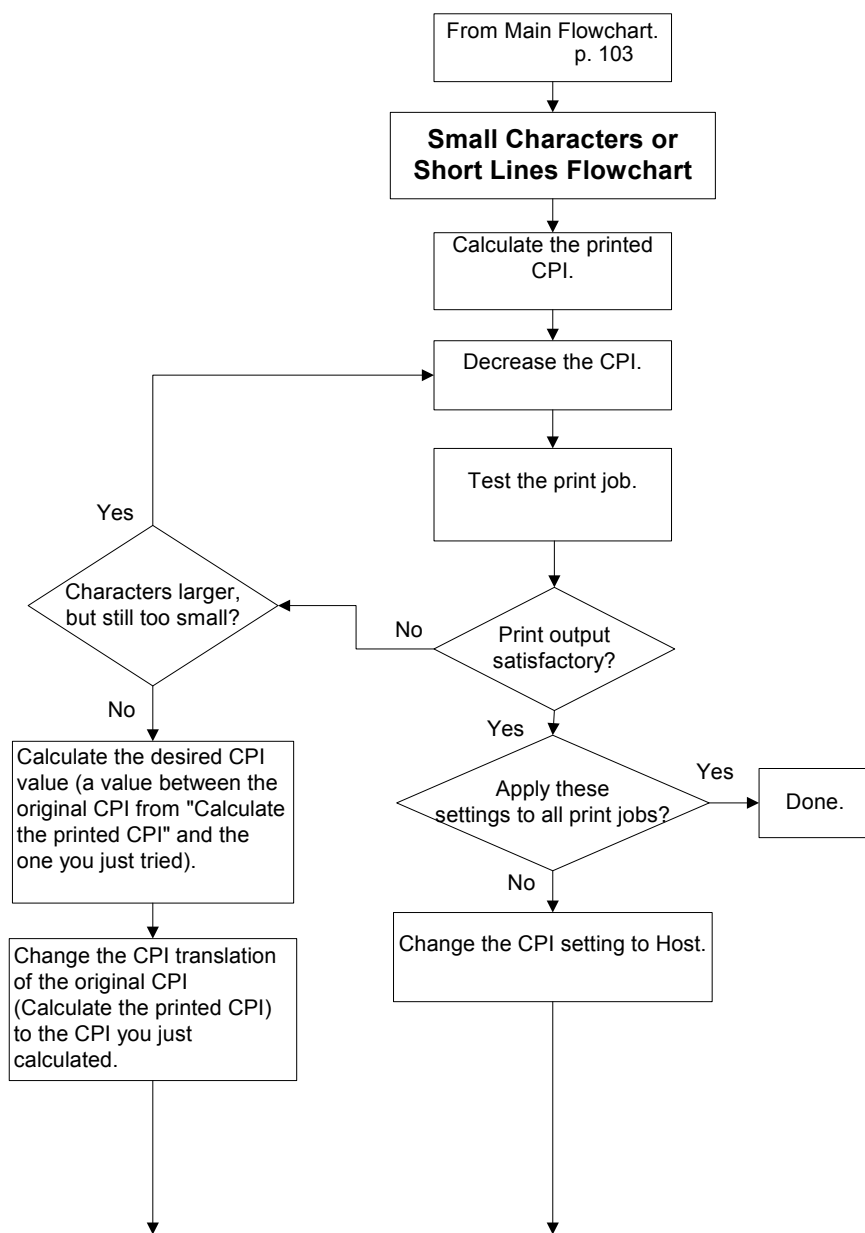 From Main Flowchart.
p. 103
Small Characters or
Short Lines Flowchart
Calculate the printed
CPI.
Decrease the CPI.
Test the print job.
Yes
Characters larger,
but still too small?
No
Print output
satisfactory?
No
Yes
Calculate the desired CPI
value (a value between the
original CPI from "Calculate
the printed CPI" and the
one you just tried).
Apply these
settings to all print jobs?
Yes
Done.
No
Change the CPI translation
of the original CPI
(Calculate the printed CPI)
to the CPI you just
calculated.
Change the CPI setting to Host.